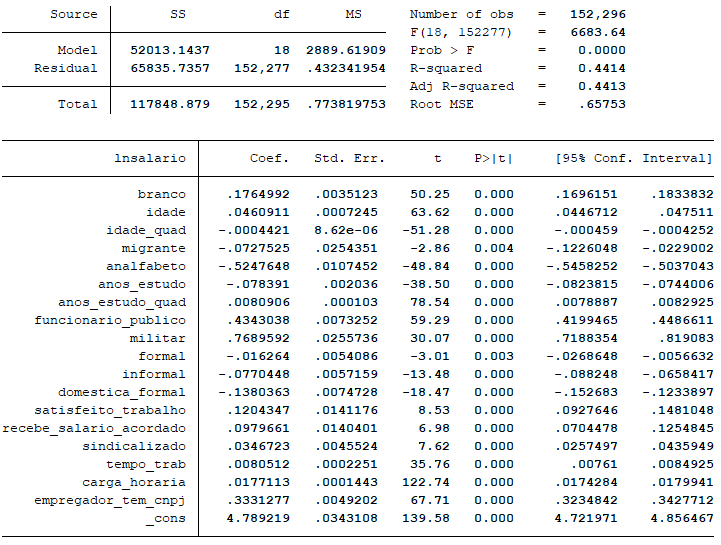 Source SS df MS Number of obs = 152,296
F(18, 152277) = 6683.64
Model 52013.1437 18 2889.61909 Prob > F = 0.0000
Residual 65835.7357 152,277 .432341954 R-squared = 0.4414
Adj R-squared = 0.4413
Total 117848.879 152,295 .773819753 Root MSE = .65753
lnsalario Coef. Std. Err. t P>|t| [95% Conf. Interval]
branco .1764992 .0035123 50.25 0.000 .1696151 .1833832
idade .0460911 .0007245 63.62 0.000 .0446712 .047511
idade_quad -.0004421 8.62e-06 -51.28 0.000 -.000459 -.0004252
migrante -.0727525 .0254351 -2.86 0.004 -.1226048 -.0229002
analfabeto -.5247648 .0107452 -48.84 0.000 -.5458252 -.5037043
anos_estudo -.078391 .002036 -38.50 0.000 -.0823815 -.0744006
anos_estudo_quad .0080906 .000103 78.54 0.000 .0078887 .0082925
funcionario_publico .4343038 .0073252 59.29 0.000 .4199465 .4486611
militar .7689592 .0255736 30.07 0.000 .7188354 .819083
formal -.016264 .0054086 -3.01 0.003 -.0268648 -.0056632
informal -.0770448 .0057159 -13.48 0.000 -.088248 -.0658417
domestica_formal -.1380363 .0074728 -18.47 0.000 -.152683 -.1233897
satisfeito_trabalho .1204347 .0141176 8.53 0.000 .0927646 .1481048
recebe_salario_acordado .0979661 .0140401 6.98 0.000 .0704478 .1254845
sindicalizado .0346723 .0045524 7.62 0.000 .0257497 .0435949
tempo_trab .0080512 .0002251 35.76 0.000 .00761 .0084925
carga_horaria .0177113 .0001443 122.74 0.000 .0174284 .0179941
empregador_tem_cnpj .3331277 .0049202 67.71 0.000 .3234842 .3427712
_cons 4.789219 .0343108 139.58 0.000 4.721971 4.856467